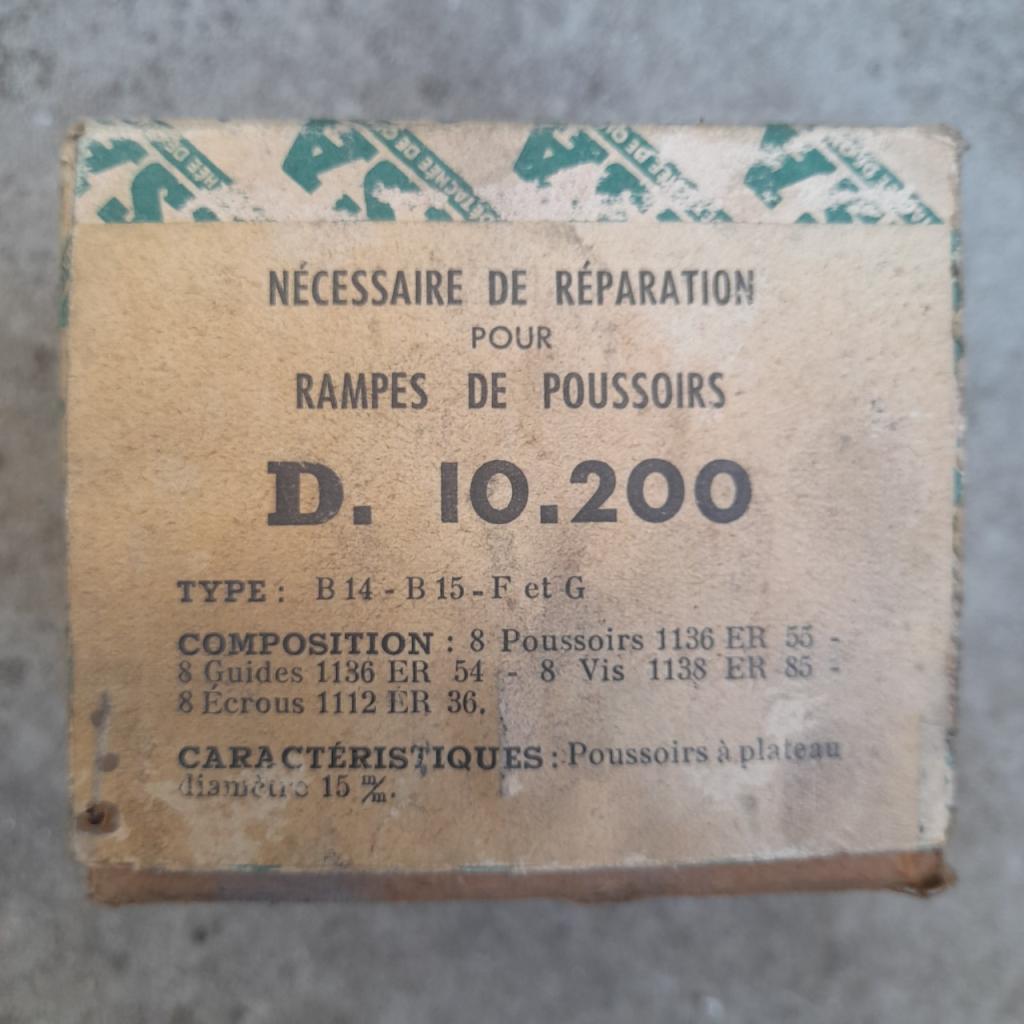 NÉCESSAIRE DE RÉPARATION
POUR
RAMPES DE POUSSOIRS
D. 10.200
TYPE : B 14 - B 15 - F et G
COMPOSITION : 8 Poussoirs 1136 ER 55 -
8 Guides 1136 ER 54 - 8 Vis 1138 ER 85 -
8 Écrous 1112 ER 36.
CARACTÉRISTIQUES : Poussoirs à plateau
diamètre 15 m/m.